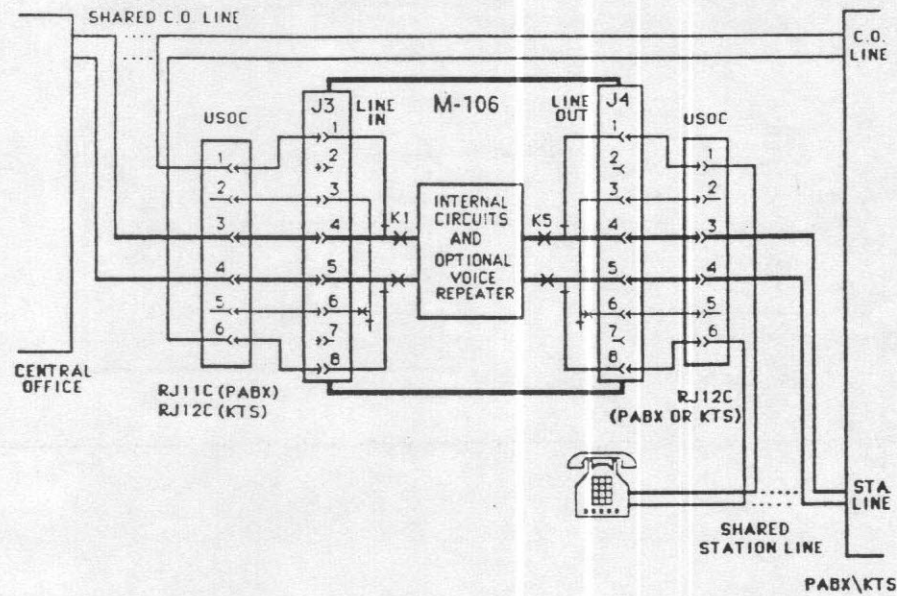 SHARED C.O. LINE
C.O.
LINE
USOC
J3
LINE
IN
M-106
LINE
OUT
J4
USOC
1
2
3
4
5
6
1
2
3
4
5
6
7
8
K1
INTERNAL
CIRCUITS
AND
OPTIONAL
VOICE
REPEATER
K5
1
2
3
4
5
6
7
8
1
2
3
4
5
6
CENTRAL
OFFICE
RJ11C (PABX)
RJ12C (KTS)
RJ12C
(PABX OR KTS)
STA.
LINE
SHARED
STATION LINE
PABX\KTS